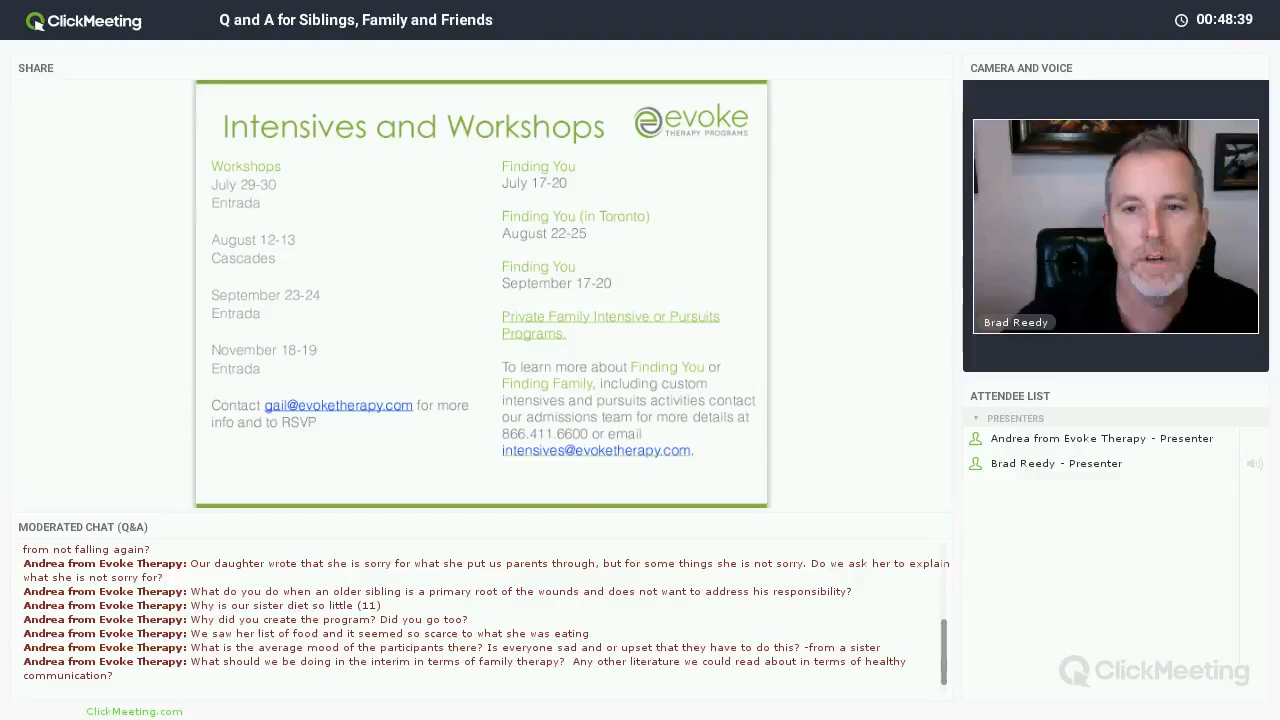 ClickMeeting
Q and A for Siblings, Family and Friends
00:48:39
SHARE
Intensives and Workshops
evoke
THERAPY PROGRAMS
Workshops
July 29-30
Entrada
August 12-13
Cascades
September 23-24
Entrada
November 18-19
Entrada
Contact gail@evoketherapy.com for more
info and to RSVP
Finding You
July 17-20
Finding You (in Toronto)
August 22-25
Finding You
September 17-20
Private Family Intensive or Pursuits
Programs.
To learn more about Finding You or
Finding Family, including custom
intensives and pursuits activities contact
our admissions team for more details at
866.411.6600 or email
intensives@evoketherapy.com.
CAMERA AND VOICE
Brad Reedy
ATTENDEE LIST
PRESENTERS
Andrea from Evoke Therapy - Presenter
Brad Reedy - Presenter
MODERATED CHAT (Q&A)
from not falling again?
Andrea from Evoke Therapy: Our daughter wrote that she is sorry for what she put us parents through, but for some things she is not sorry. Do we ask her to explain
what she is not sorry for?
Andrea from Evoke Therapy: What do you do when an older sibling is a primary root of the wounds and does not want to address his responsibility?
Andrea from Evoke Therapy: Why is our sister diet so little (11)
Andrea from Evoke Therapy: Why did you create the program? Did you go too?
Andrea from Evoke Therapy: We saw her list of food and it seemed so scarce to what she was eating
Andrea from Evoke Therapy: What is the average mood of the participants there? Is everyone sad and or upset that they have to do this? -from a sister
Andrea from Evoke Therapy: What should we be doing in the interim in terms of family therapy? Any other literature we could read about in terms of healthy
communication?
ClickMeeting
ClickMeeting.com